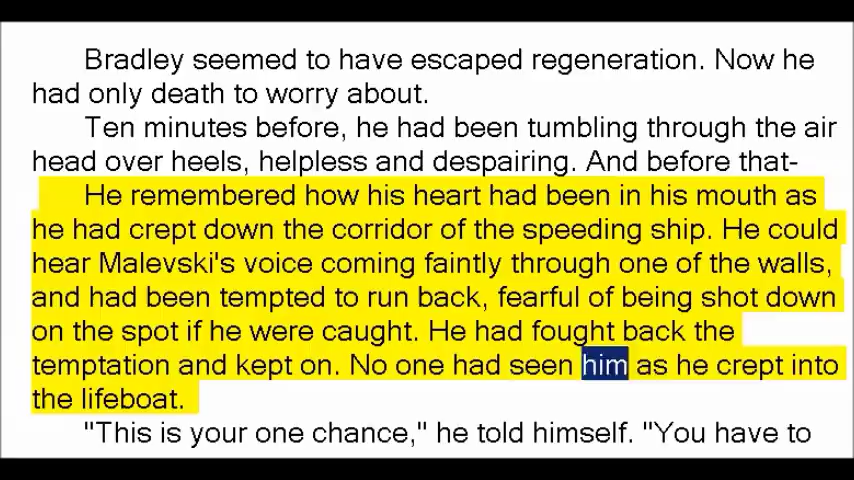 Bradley seemed to have escaped regeneration. Now he
had only death to worry about.
Ten minutes before, he had been tumbling through the air
head over heels, helpless and despairing. And before that-
He remembered how his heart had been in his mouth as
he had crept down the corridor of the speeding ship. He could
hear Malevski's voice coming faintly through one of the walls,
and had been tempted to run back, fearful of being shot down
on the spot if he were caught. He had fought back the
temptation and kept on. No one had seen him as he crept into
the lifeboat.
"This is your one chance," he told himself. "You have to